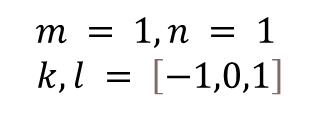 m = 1, n = 1
k, l = [−1,0,1]